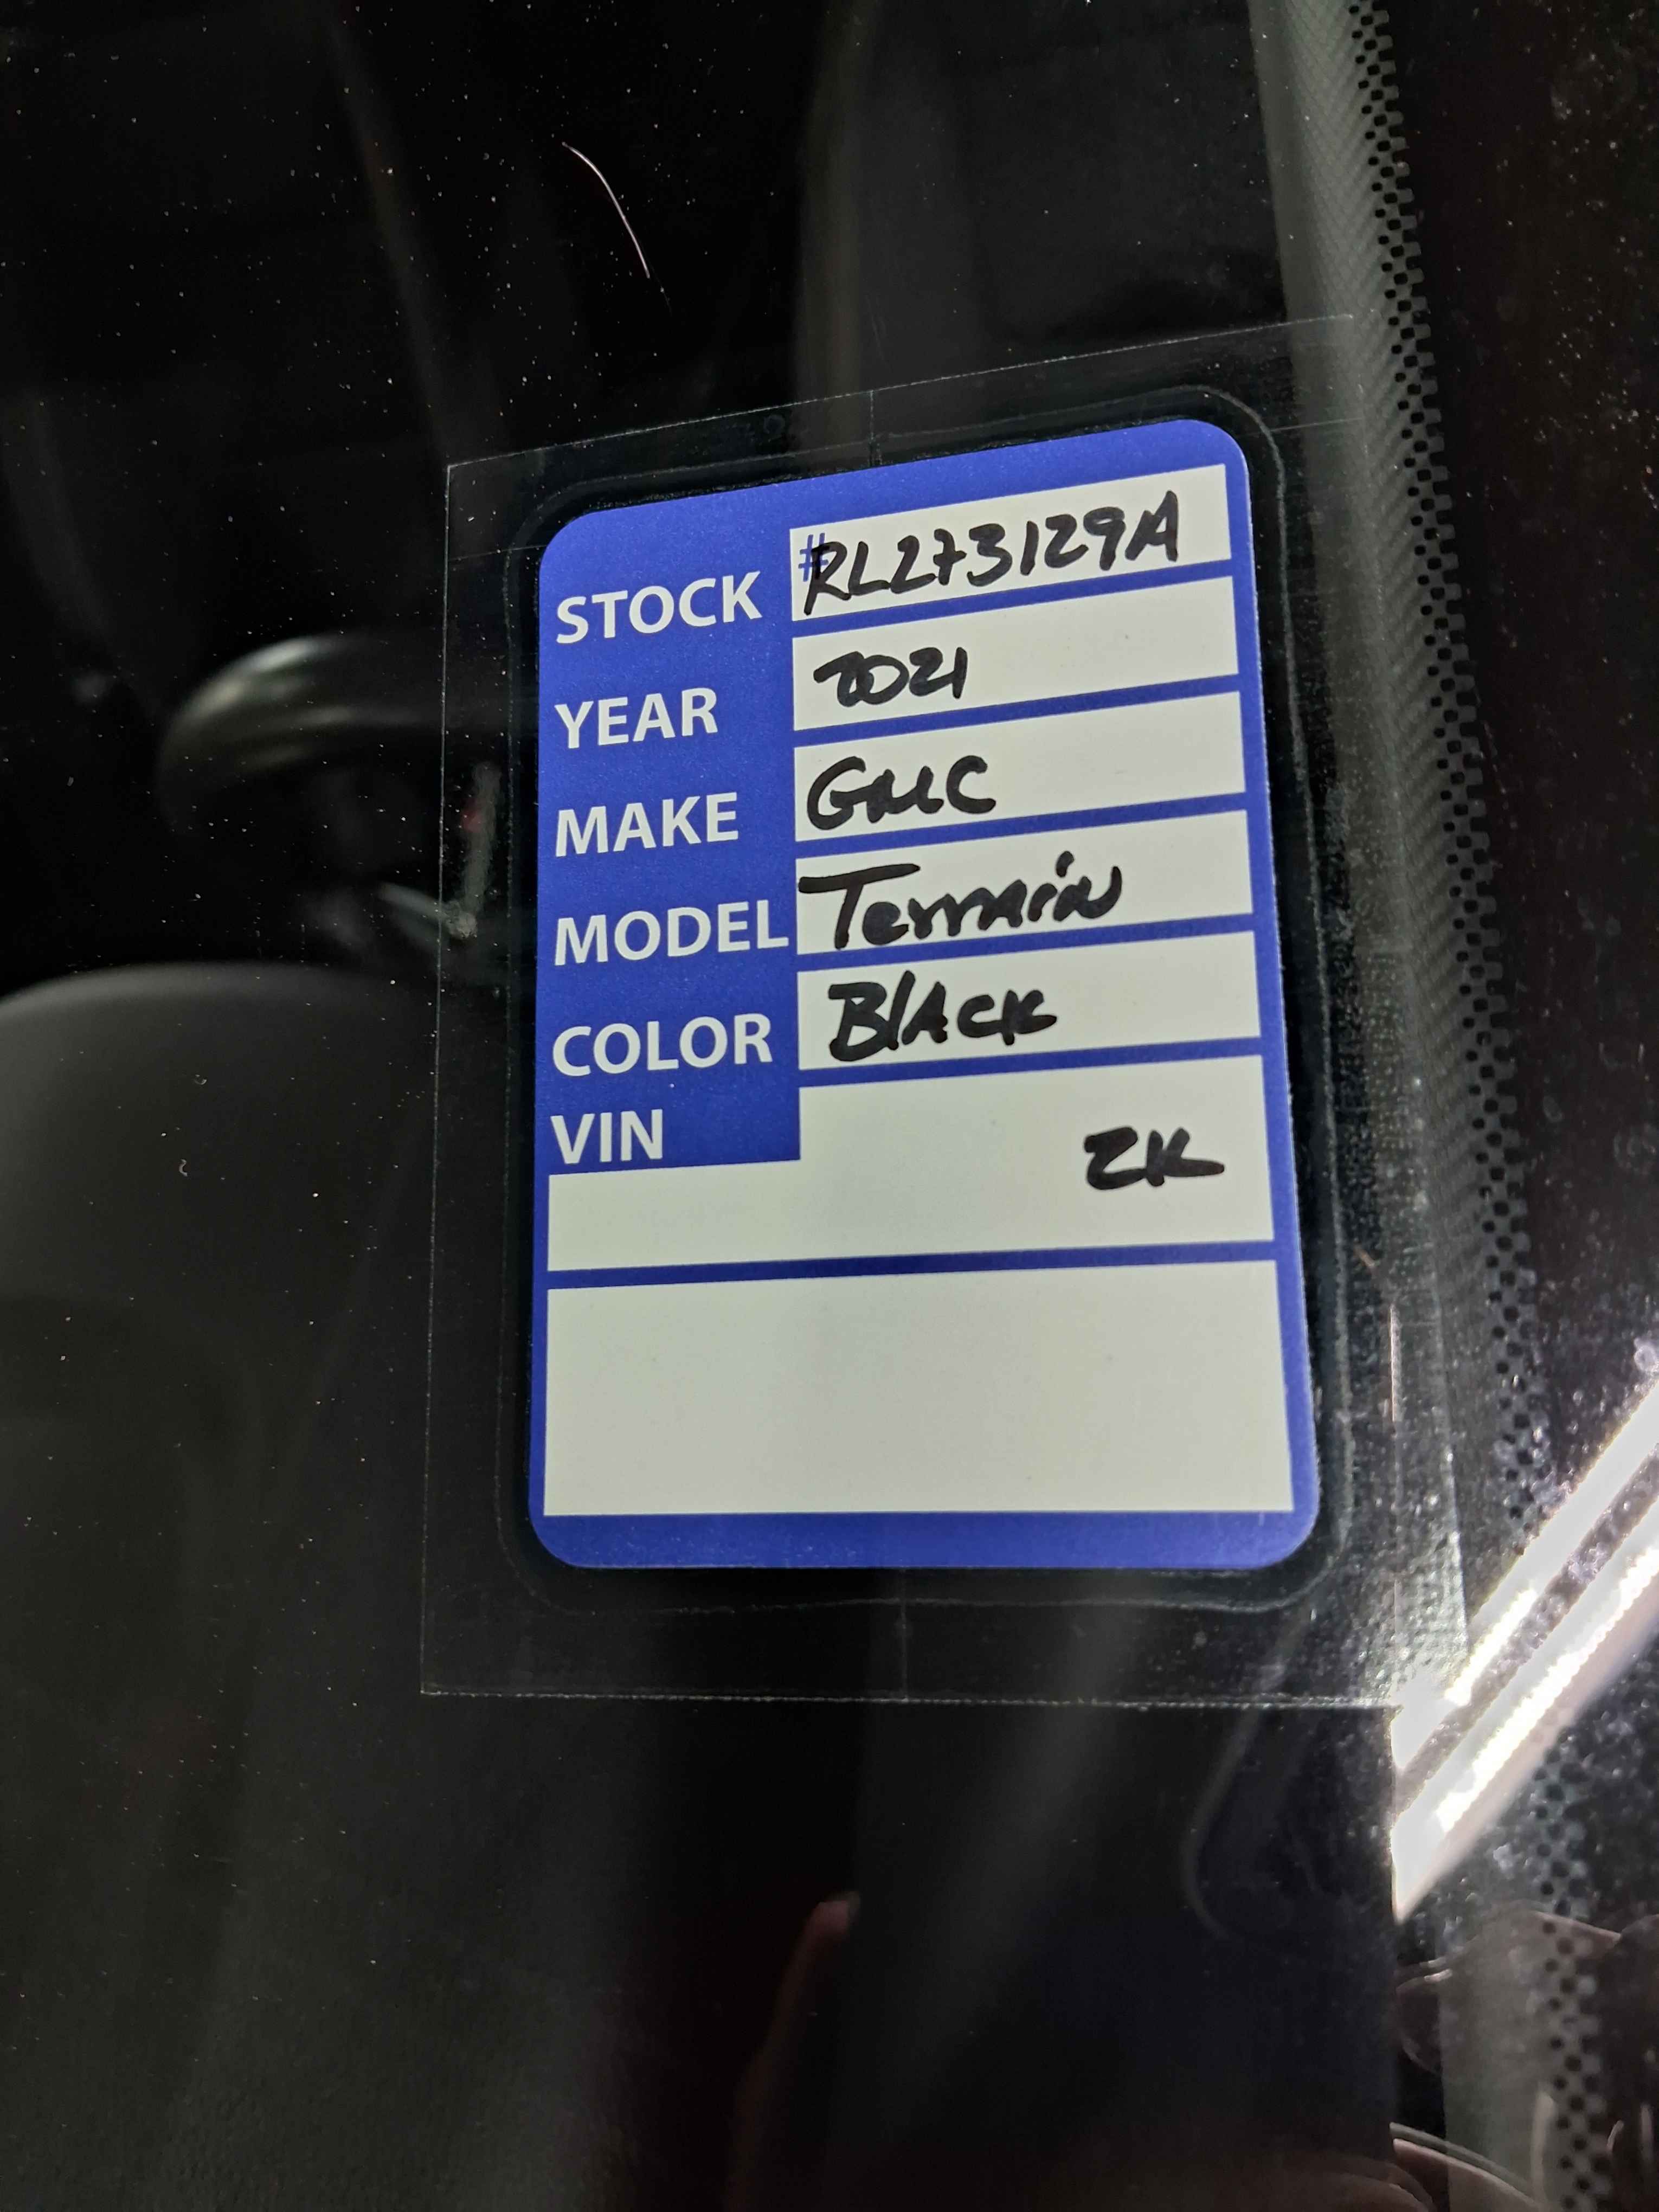 STOCK #RL273129A
YEAR 2021
MAKE GMC
MODEL Terrain
COLOR BlAck
VIN
2K